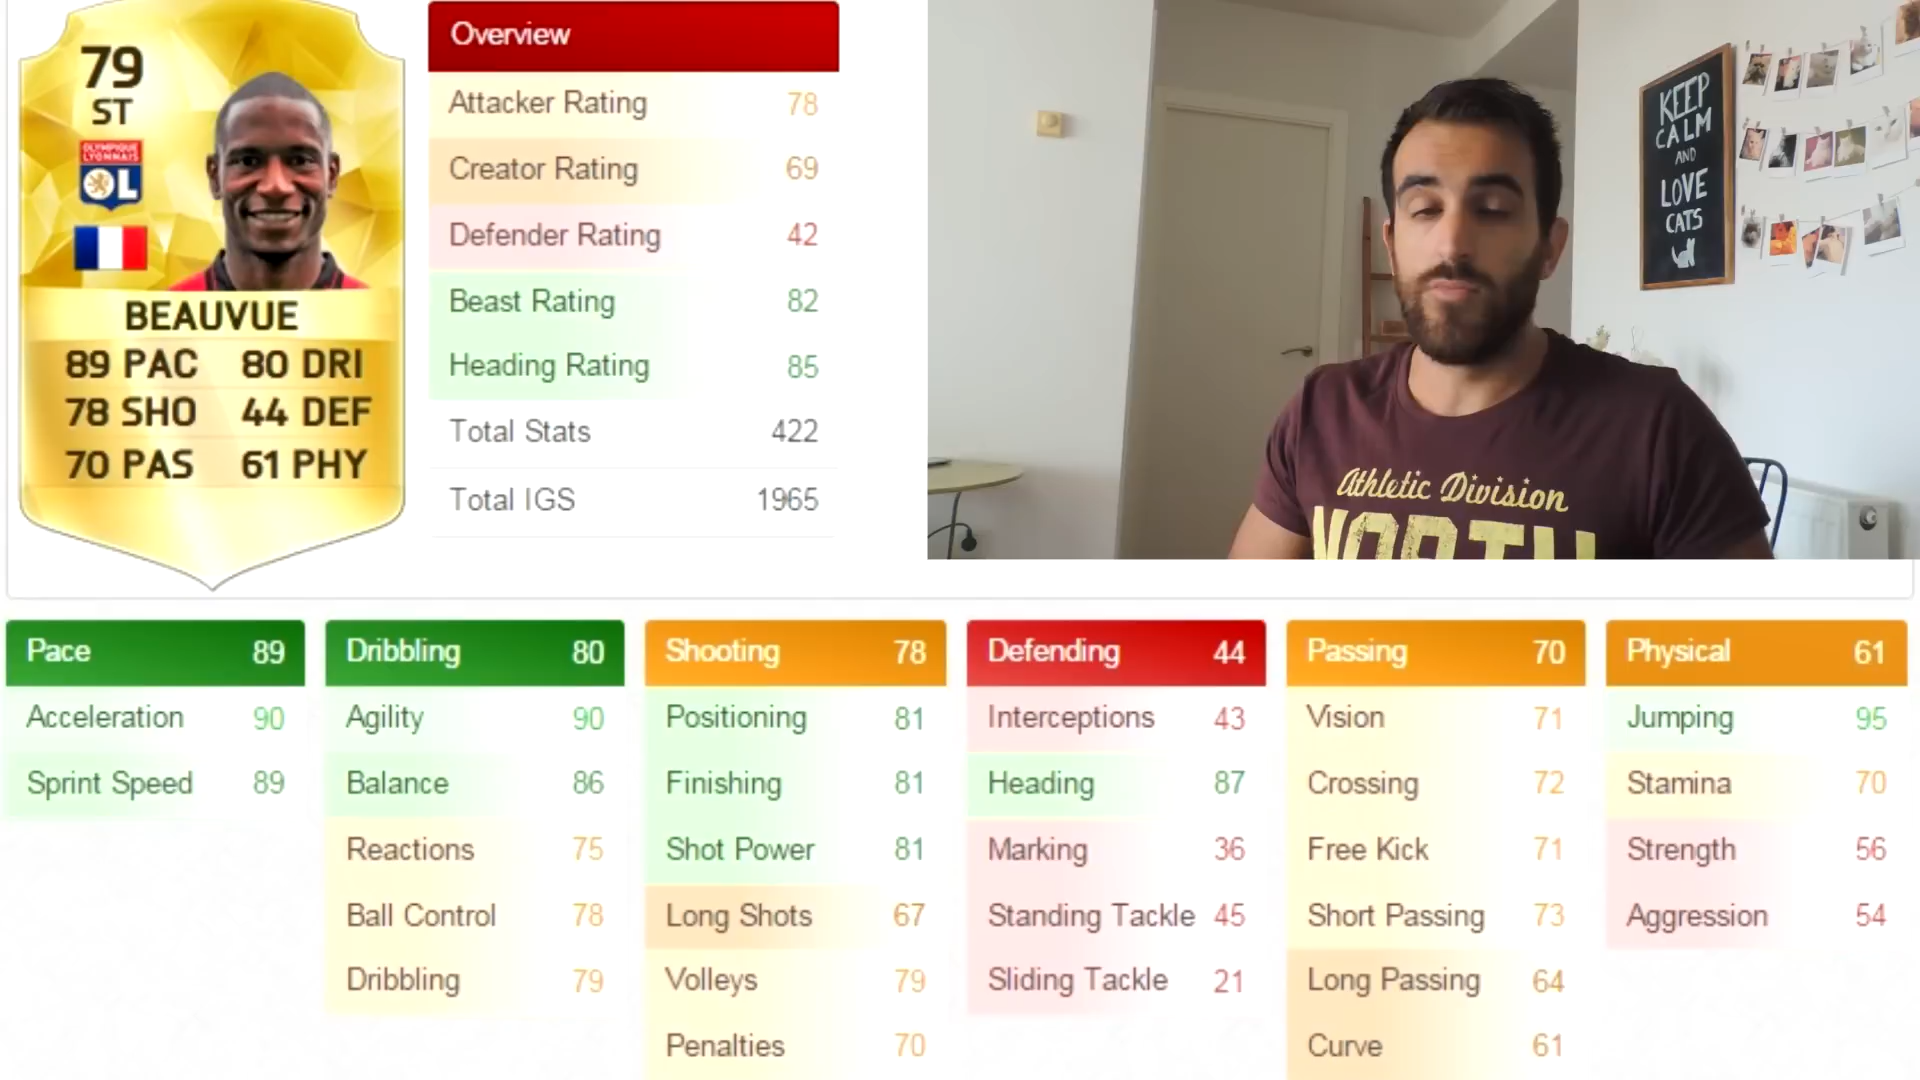 79
ST
OLYMPIQUE
LYONNAIS
OL
BEAUVUE
89 PAC 80 DRI
78 SHO 44 DEF
70 PAS 61 PHY
Overview
Attacker Rating 78
Creator Rating 69
Defender Rating 42
Beast Rating 82
Heading Rating 85
Total Stats 422
Total IGS 1965
KEEP
CALM
AND
LOVE
CATS
Athletic Division
NORTH
Pace 89
Acceleration 90
Sprint Speed 89
Dribbling 80
Agility 90
Balance 86
Reactions 75
Ball Control 78
Dribbling 79
Shooting 78
Positioning 81
Finishing 81
Shot Power 81
Long Shots 67
Volleys 79
Penalties 70
Defending 44
Interceptions 43
Heading 87
Marking 36
Standing Tackle 45
Sliding Tackle 21
Passing 70
Vision 71
Crossing 72
Free Kick 71
Short Passing 73
Long Passing 64
Curve 61
Physical 61
Jumping 95
Stamina 70
Strength 56
Aggression 54